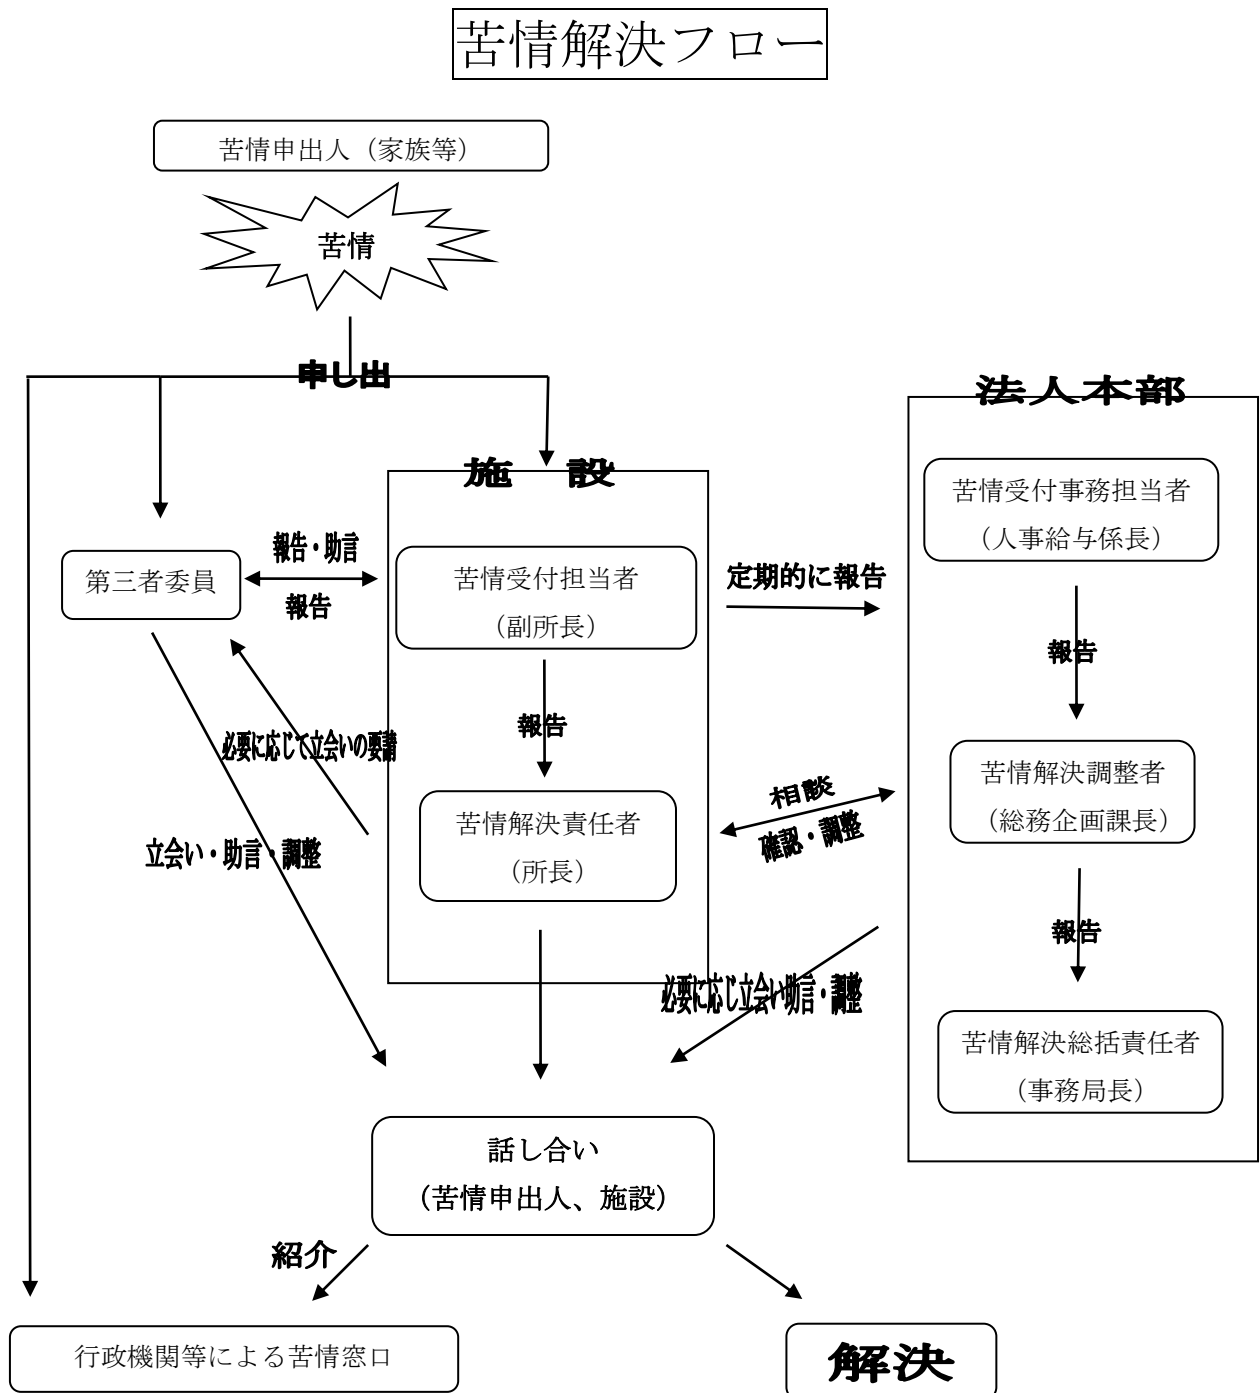 苦情解決フロー
苦情申出人（家族等）
苦情
申し出
法人本部
施　設
苦情受付事務担当者
（人事給与係長）
報告・助言
第三者委員
報告
苦情受付担当者
（副所長）
定期的に報告
報告
報告
必要に応じて立会いの要請
苦情解決調整者
（総務企画課長）
相談
確認・調整
苦情解決責任者
（所長）
立会い・助言・調整
報告
必要に応じ立会い助言・調整
苦情解決総括責任者
（事務局長）
話し合い
（苦情申出人、施設）
紹介
行政機関等による苦情窓口
解決